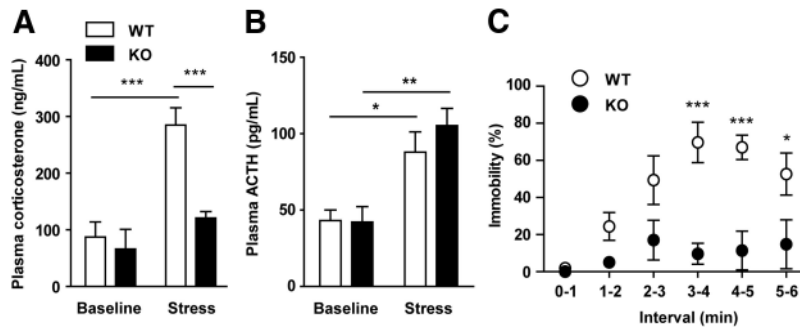 A
WT
KO
Plasma corticosterone (ng/mL)
400
300
200
100
0
***
***
Baseline
Stress
B
Plasma ACTH (pg/mL)
150
100
50
0
*
**
Baseline
Stress
C
WT
KO
Immobility (%)
100
80
60
40
20
0
***
***
*
0-1
1-2
2-3
3-4
4-5
5-6
Interval (min)